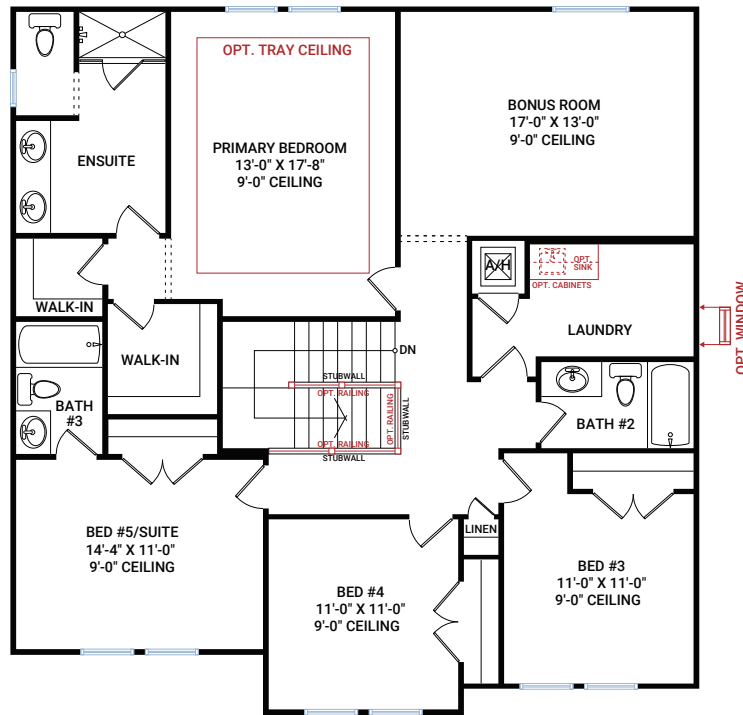 OPT. TRAY CEILING
PRIMARY BEDROOM
13'-0" X 17'-8"
9'-0" CEILING
BONUS ROOM
17'-0" X 13'-0"
9'-0" CEILING
ENSUITE
A/H
OPT.
SINK
OPT. CABINETS
WALK-IN
LAUNDRY
OPT. WINDOW
WALK-IN
DN
STUBWALL
OPT. RAILING
OPT. RAILING
STUBWALL
OPT. RAILING
STUBWALL
BATH
#3
BATH #2
LINEN
BED #5/SUITE
14'-4" X 11'-0"
9'-0" CEILING
BED #4
11'-0" X 11'-0"
9'-0" CEILING
BED #3
11'-0" X 11'-0"
9'-0" CEILING